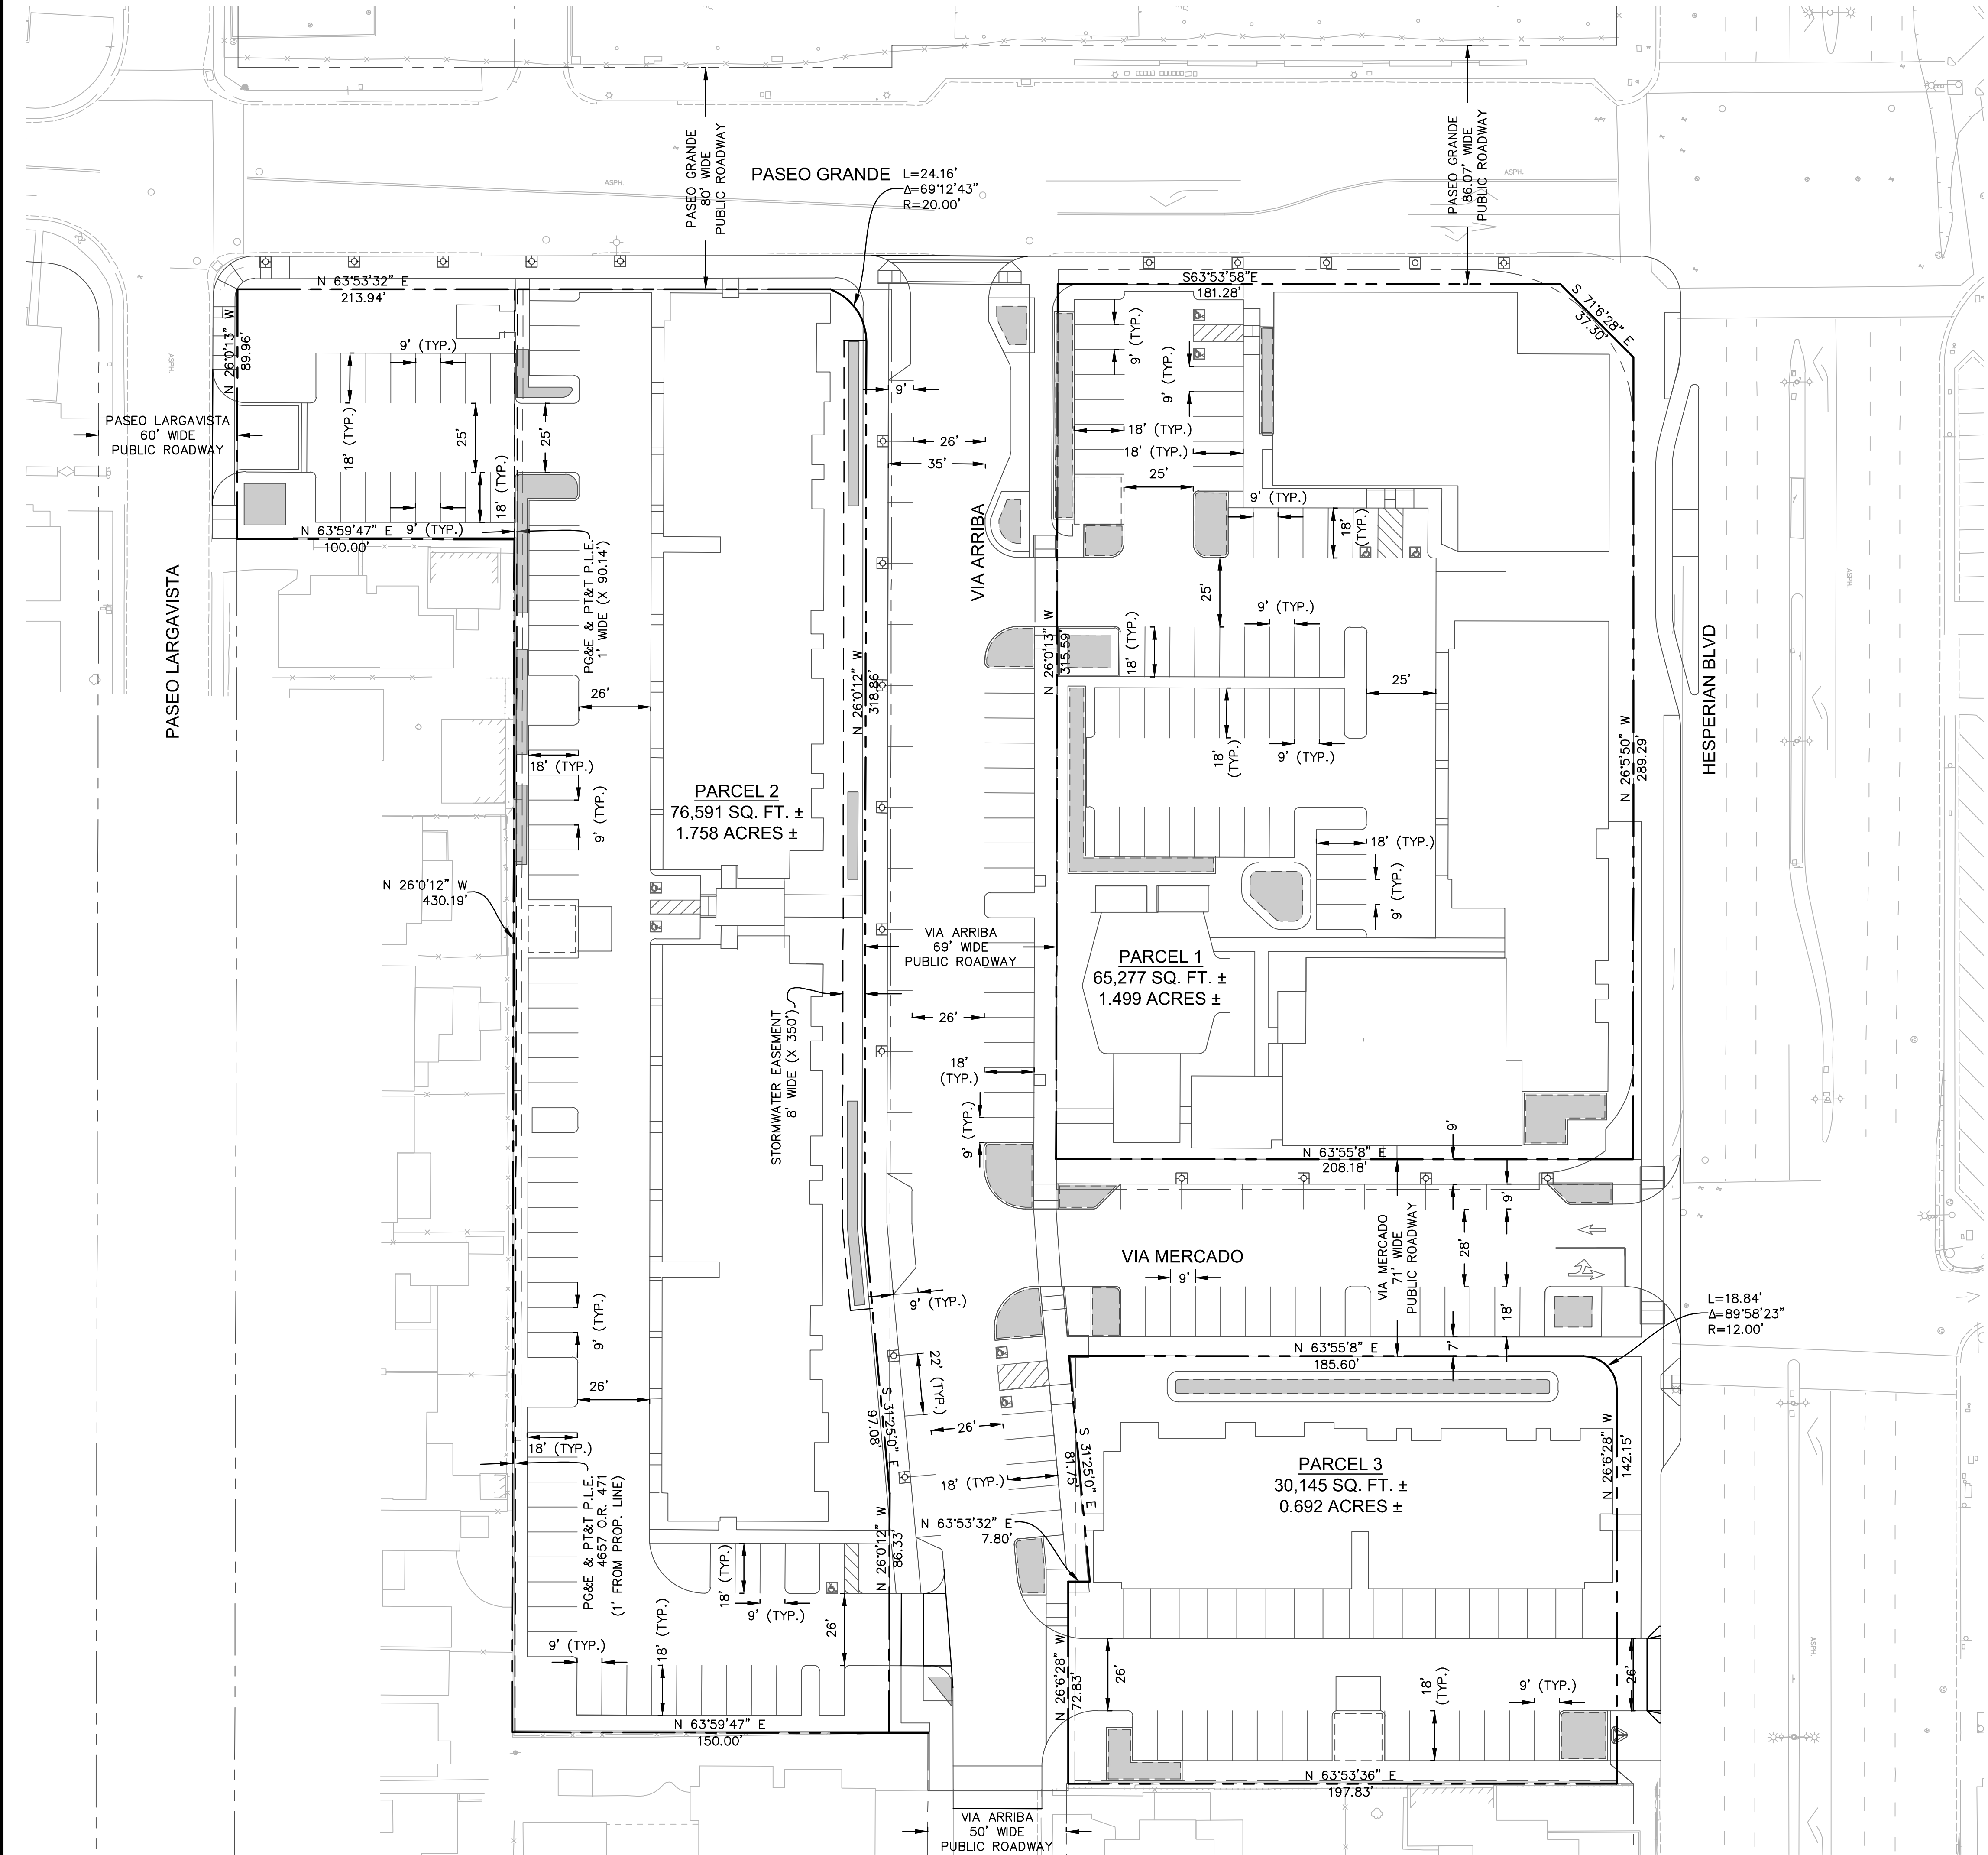 PASEO GRANDE
80' WIDE
PUBLIC ROADWAY
PASEO GRANDE
L=24.16'
Δ=69°12'43"
R=20.00'
PASEO GRANDE
86.07' WIDE
PUBLIC ROADWAY
ASPH.
ASPH.
N 63°53'32" E
213.94'
S63°53'58"E
181.28'
S 71°6'28" E
37.30'
N 26°0'13" W
89.96'
ASPH.
9' (TYP.)
18' (TYP.)
25'
25'
18' (TYP.)
9' (TYP.)
PASEO LARGAVISTA
60' WIDE
PUBLIC ROADWAY
N 63°59'47" E
100.00'
9'
26'
35'
9' (TYP.)
9' (TYP.)
18' (TYP.)
18' (TYP.)
25'
9' (TYP.)
18'
(TYP.)
PASEO LARGAVISTA
PG&E & PT&T P.L.E.
1' WIDE (X 90.14')
VIA ARRIBA
25'
9' (TYP.)
18' (TYP.)
N 26°0'13" W
315.59'
N 26°0'12" W
318.86'
26'
25'
18'
(TYP.)
9' (TYP.)
HESPERIAN BLVD
ASPH.
N 26°5'50" W
289.29'
18' (TYP.)
9' (TYP.)
PARCEL 2
76,591 SQ. FT. ±
1.758 ACRES ±
18' (TYP.)
9' (TYP.)
N 26°0'12" W
430.19'
VIA ARRIBA
69' WIDE
PUBLIC ROADWAY
PARCEL 1
65,277 SQ. FT. ±
1.499 ACRES ±
STORMWATER EASEMENT
8' WIDE (X 350')
26'
18'
(TYP.)
9' (TYP.)
N 63°55'8" E
208.18'
9'
9'
VIA MERCADO
VIA MERCADO
71' WIDE
PUBLIC ROADWAY
28'
9'
18'
7'
9' (TYP.)
9' (TYP.)
L=18.84'
Δ=89°58'23"
R=12.00'
N 63°55'8" E
185.60'
26'
22' (TYP.)
S 31°25'0" E
97.08'
26'
18' (TYP.)
18' (TYP.)
S 31°25'0" E
81.75'
PARCEL 3
30,145 SQ. FT. ±
0.692 ACRES ±
N 26°6'28" W
142.15'
PG&E & PT&T P.L.E.
4657 O.R. 471
(1' FROM PROP. LINE)
N 63°53'32" E
7.80'
N 26°0'12" W
86.33'
18' (TYP.)
9' (TYP.)
26'
9' (TYP.)
18' (TYP.)
N 26°6'28" W
72.83'
26'
18'
(TYP.)
9' (TYP.)
26'
ASPH.
N 63°59'47" E
150.00'
N 63°53'36" E
197.83'
VIA ARRIBA
50' WIDE
PUBLIC ROADWAY